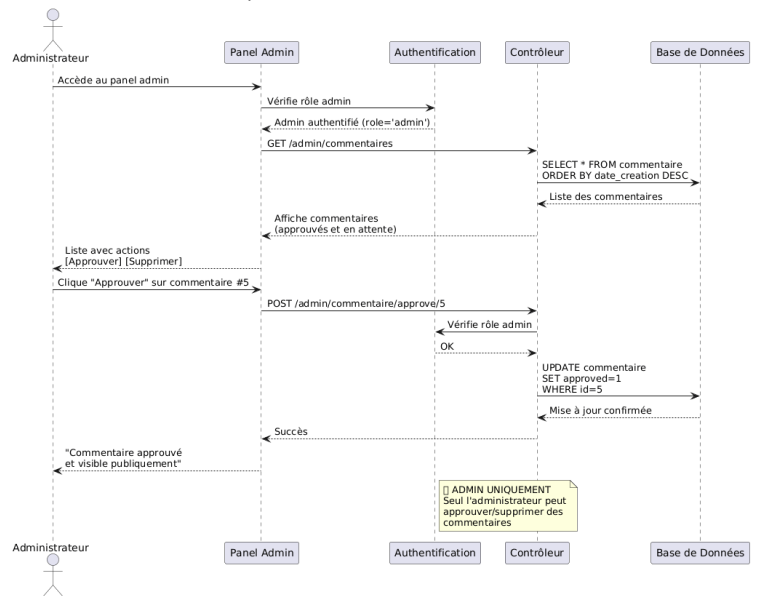 Administrateur
Panel Admin
Authentification
Contrôleur
Base de Données
Accède au panel admin
Vérifie rôle admin
Admin authentifié (role='admin')
GET /admin/commentaires
SELECT * FROM commentaire
ORDER BY date_creation DESC
Liste des commentaires
Affiche commentaires
(approuvés et en attente)
Liste avec actions
[Approuver] [Supprimer]
Clique "Approuver" sur commentaire #5
POST /admin/commentaire/approve/5
Vérifie rôle admin
OK
UPDATE commentaire
SET approved=1
WHERE id=5
Mise à jour confirmée
Succès
"Commentaire approuvé
et visible publiquement"
ADMIN UNIQUEMENT
Seul l'administrateur peut
approuver/supprimer des
commentaires
Administrateur
Panel Admin
Authentification
Contrôleur
Base de Données